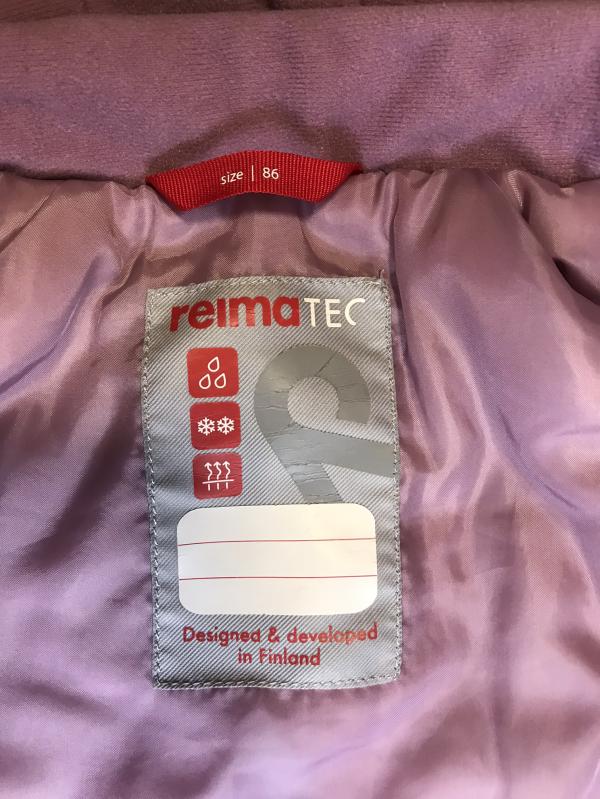 size | 86
reimaTEC
Designed & developed
in Finland